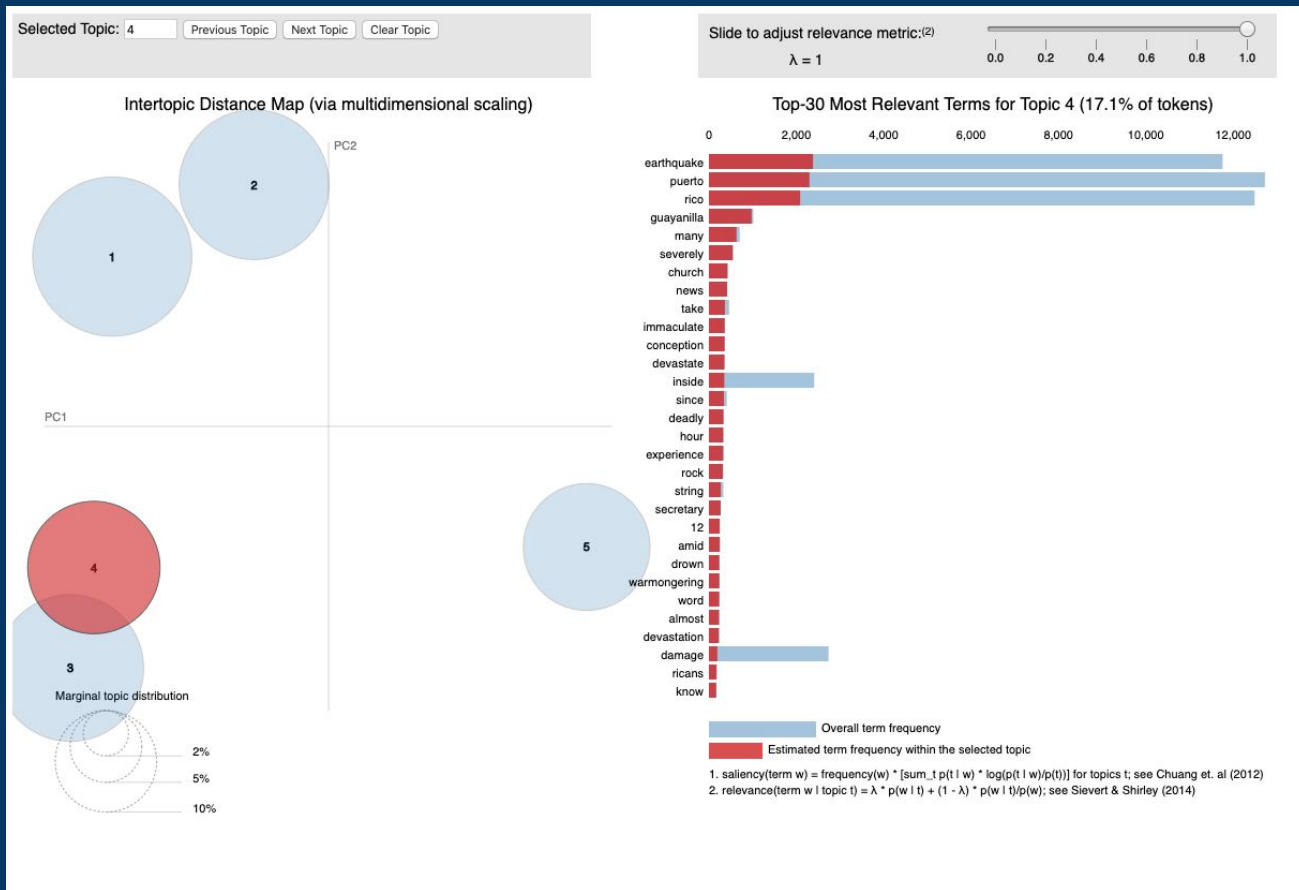 Selected Topic: 4 Previous Topic Next Topic Clear Topic
Slide to adjust relevance metric:(2)
λ = 1
0.0 0.2 0.4 0.6 0.8 1.0
Intertopic Distance Map (via multidimensional scaling)
PC2
PC1
1
2
3
4
5
Marginal topic distribution
2%
5%
10%
Top-30 Most Relevant Terms for Topic 4 (17.1% of tokens)
0 2,000 4,000 6,000 8,000 10,000 12,000
earthquake
puerto
rico
guayanilla
many
severely
church
news
take
immaculate
conception
devastate
inside
since
deadly
hour
experience
rock
string
secretary
12
amid
drown
warmongering
word
almost
devastation
damage
ricans
know
Overall term frequency
Estimated term frequency within the selected topic
1. saliency(term w) = frequency(w) * [sum_t p(t | w) * log(p(t | w)/p(t))] for topics t; see Chuang et. al (2012)
2. relevance(term w | topic t) = λ * p(w | t) + (1 - λ) * p(w | t)/p(w); see Sievert & Shirley (2014)